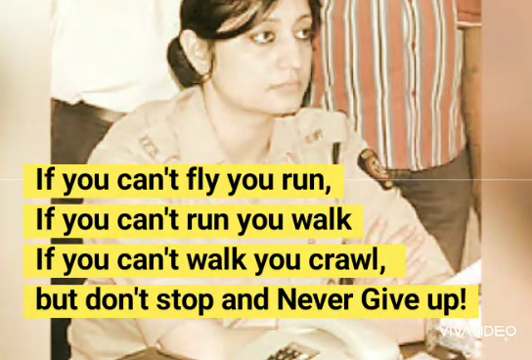 If you can't fly you run,
If you can't run you walk
If you can't walk you crawl,
but don't stop and Never Give up!
VIVAVIDEO